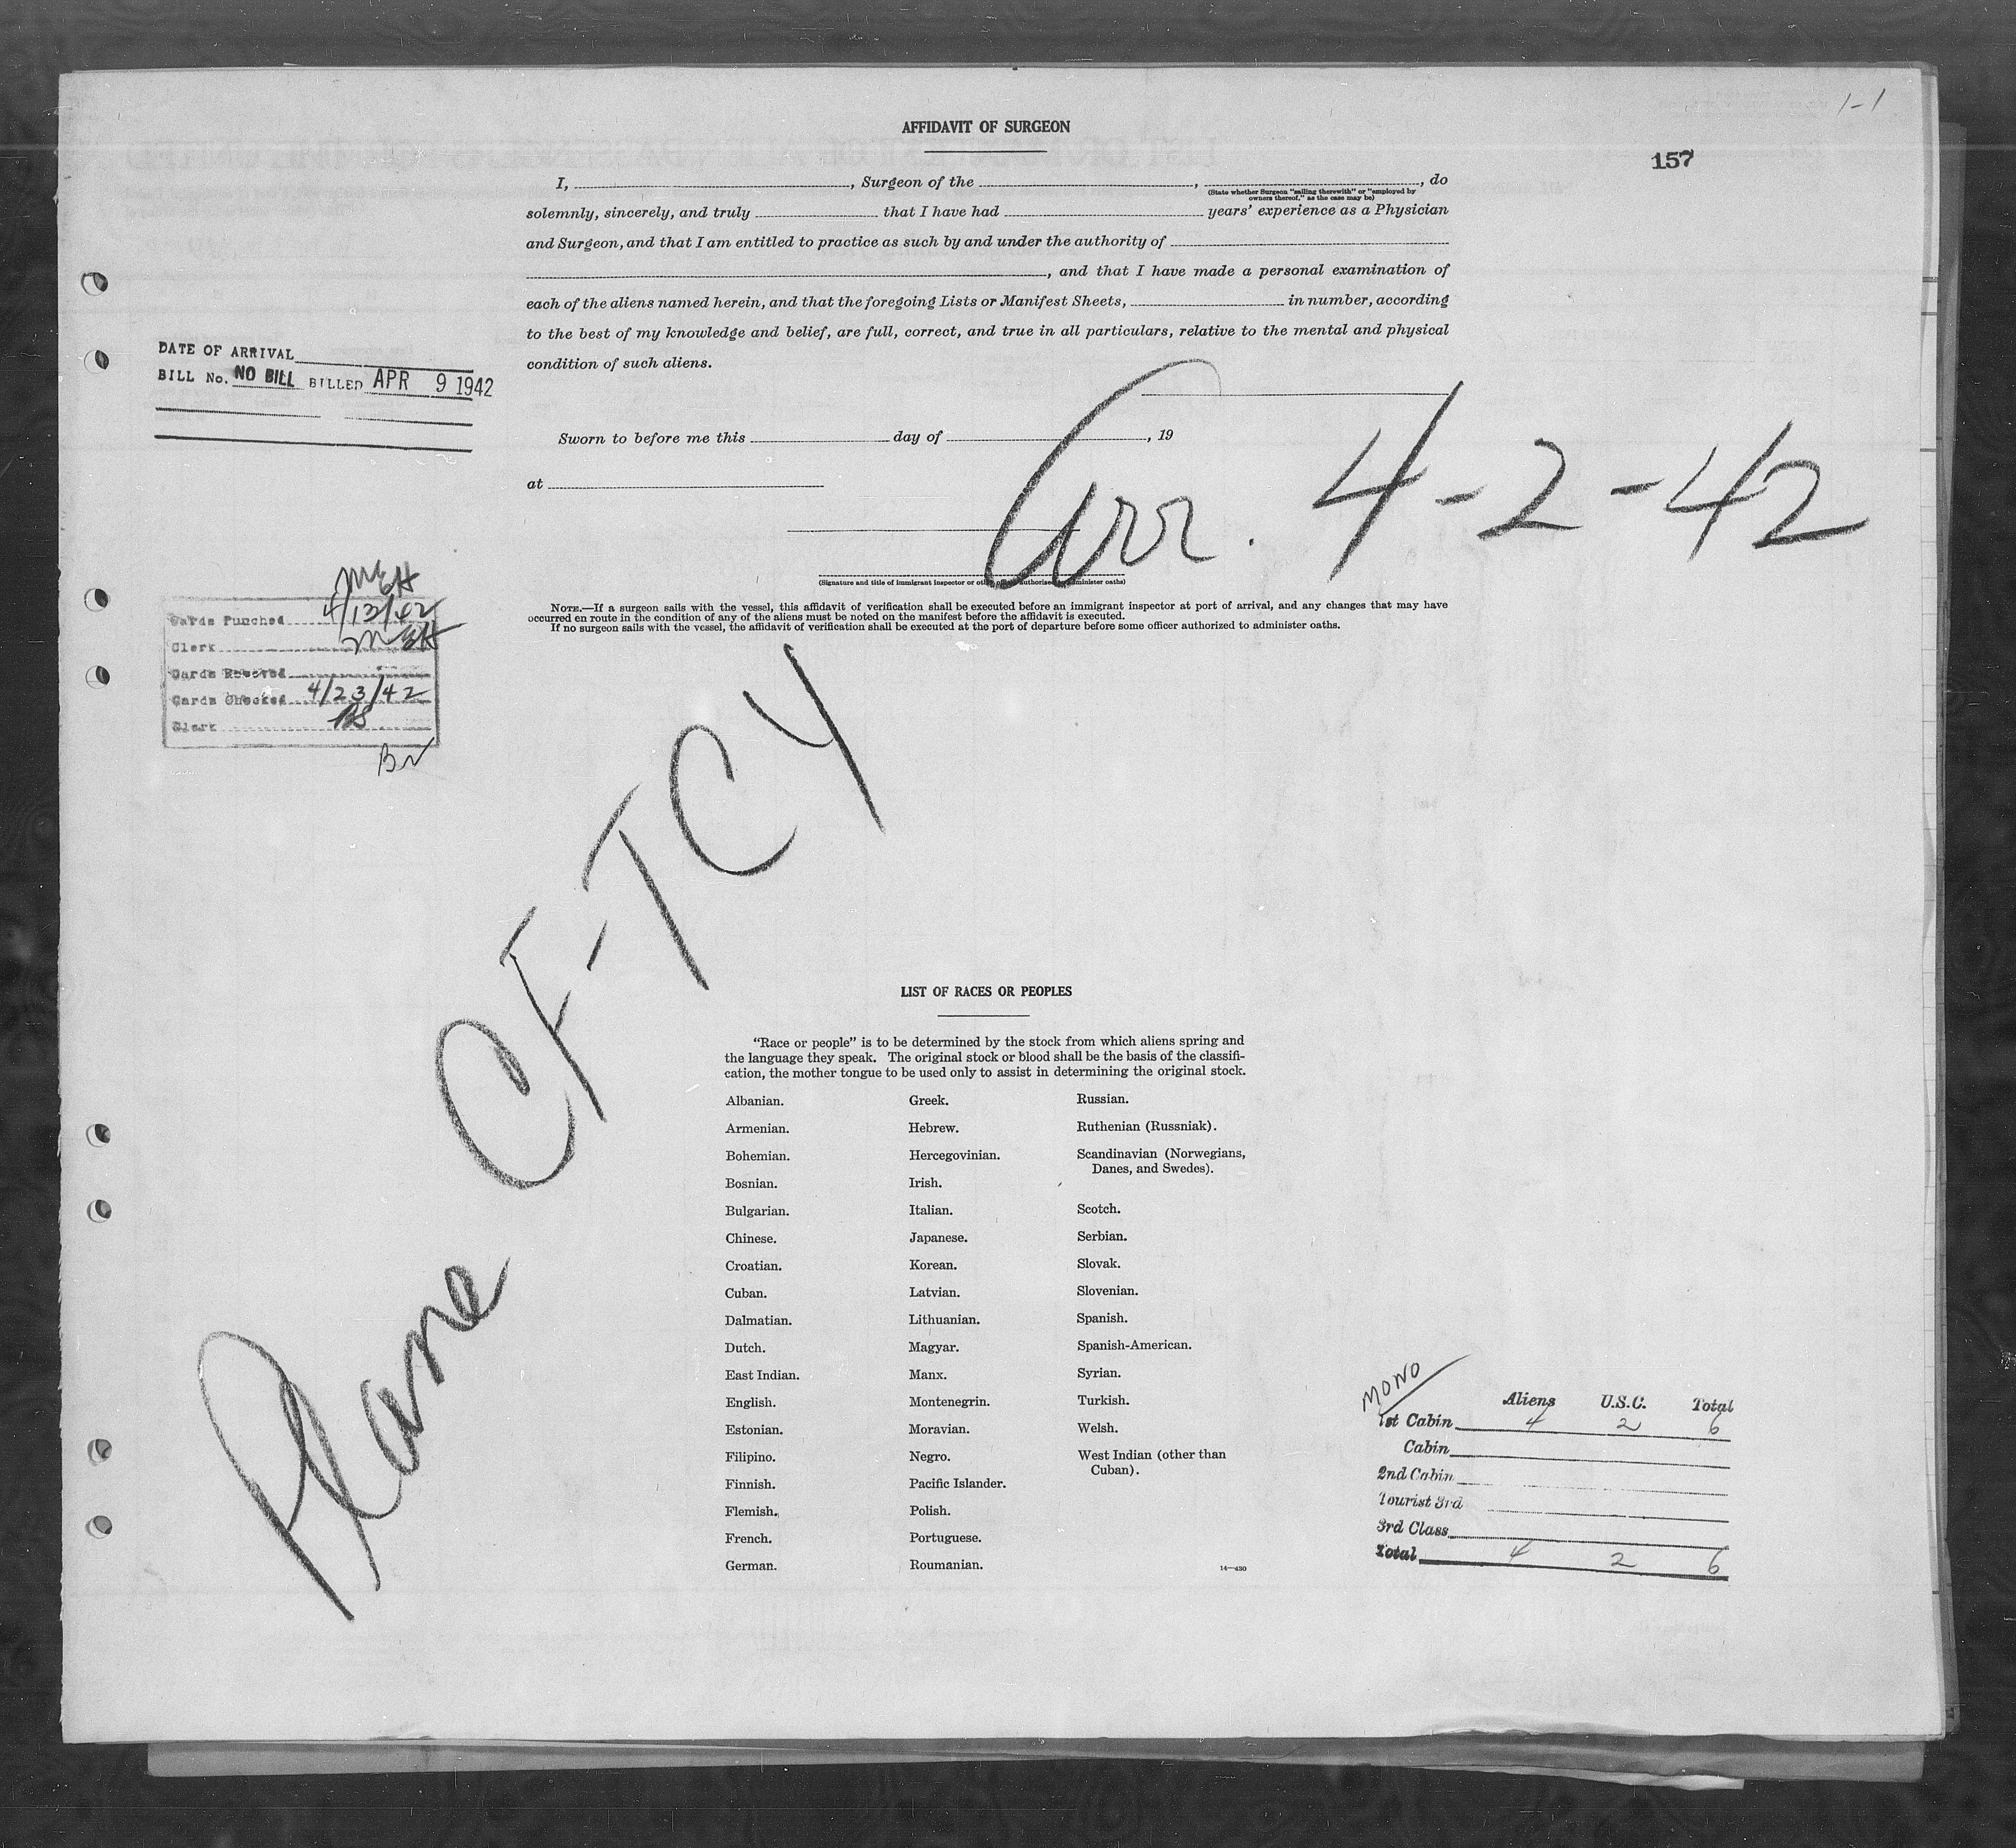 1-1
157
AFFIDAVIT OF SURGEON
I, , Surgeon of the , , do
(State whether Surgeon "sailing therewith" or "employed by
owners thereof," as the case may be)
solemnly, sincerely, and truly that I have had years' experience as a Physician
and Surgeon, and that I am entitled to practice as such by and under the authority of
, and that I have made a personal examination of
each of the aliens named herein, and that the foregoing Lists or Manifest Sheets, in number, according
to the best of my knowledge and belief, are full, correct, and true in all particulars, relative to the mental and physical
condition of such aliens.
DATE OF ARRIVAL
BILL No. NO BILL BILLED APR 9 1942
Sworn to before me this day of , 19
at
Arr. 4-2-42
(Signature and title of immigrant inspector or other officer authorized to administer oaths)
NOTE.—If a surgeon sails with the vessel, this affidavit of verification shall be executed before an immigrant inspector at port of arrival, and any changes that may have
occurred en route in the condition of any of the aliens must be noted on the manifest before the affidavit is executed.
If no surgeon sails with the vessel, the affidavit of verification shall be executed at the port of departure before some officer authorized to administer oaths.
MEH
Cards Punched 4/13/42
Clerk MEH
Cards
Cards Checked 4/23/42
Clerk BS
Plane CF-TCY
LIST OF RACES OR PEOPLES
"Race or people" is to be determined by the stock from which aliens spring and
the language they speak. The original stock or blood shall be the basis of the classifi-
cation, the mother tongue to be used only to assist in determining the original stock.
Albanian.
Armenian.
Bohemian.
Bosnian.
Bulgarian.
Chinese.
Croatian.
Cuban.
Dalmatian.
Dutch.
East Indian.
English.
Estonian.
Filipino.
Finnish.
Flemish.
French.
German.
Greek.
Hebrew.
Hercegovinian.
Irish.
Italian.
Japanese.
Korean.
Latvian.
Lithuanian.
Magyar.
Manx.
Montenegrin.
Moravian.
Negro.
Pacific Islander.
Polish.
Portuguese.
Roumanian.
Russian.
Ruthenian (Russniak).
Scandinavian (Norwegians,
Danes, and Swedes).
Scotch.
Serbian.
Slovak.
Slovenian.
Spanish.
Spanish-American.
Syrian.
Turkish.
Welsh.
West Indian (other than
Cuban).
14—430
MONO
Aliens U.S.C. Total
1st Cabin 4 2 6
Cabin
2nd Cabin
Tourist 3rd
3rd Class
Total 4 2 6